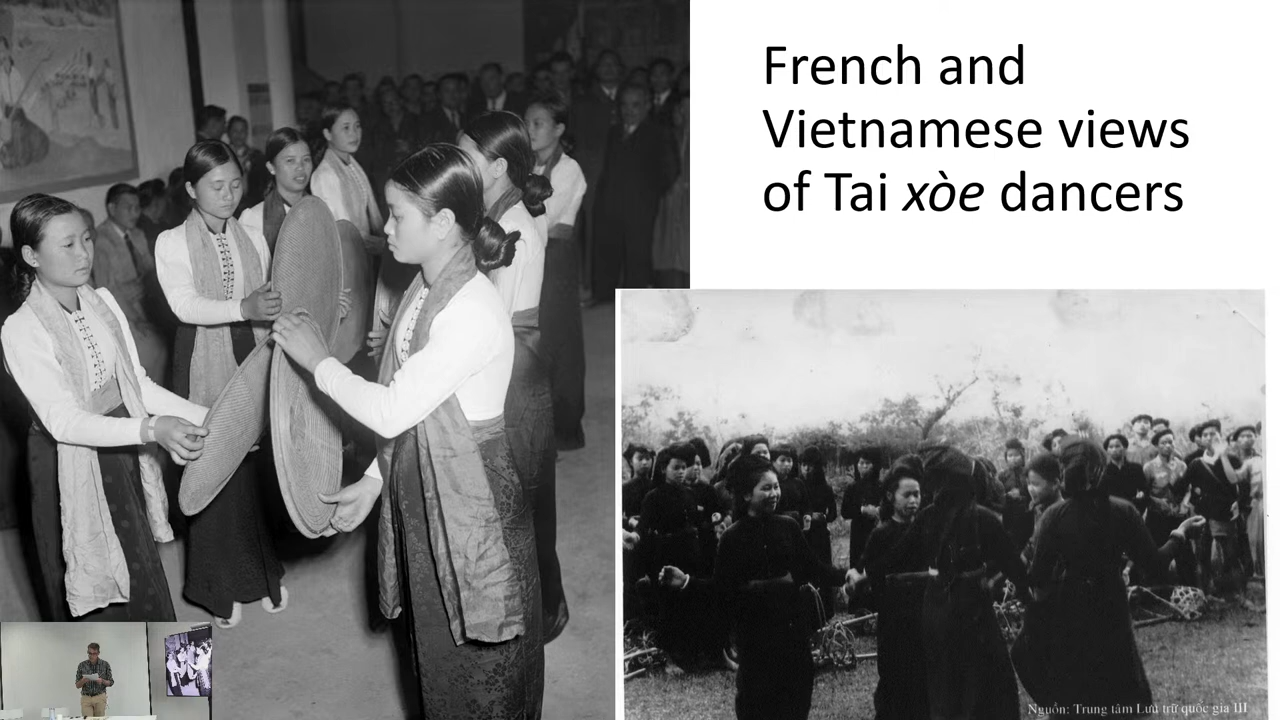 French and
Vietnamese views
of Tai xòe dancers
Nguồn: Trung tâm Lưu trữ quốc gia III